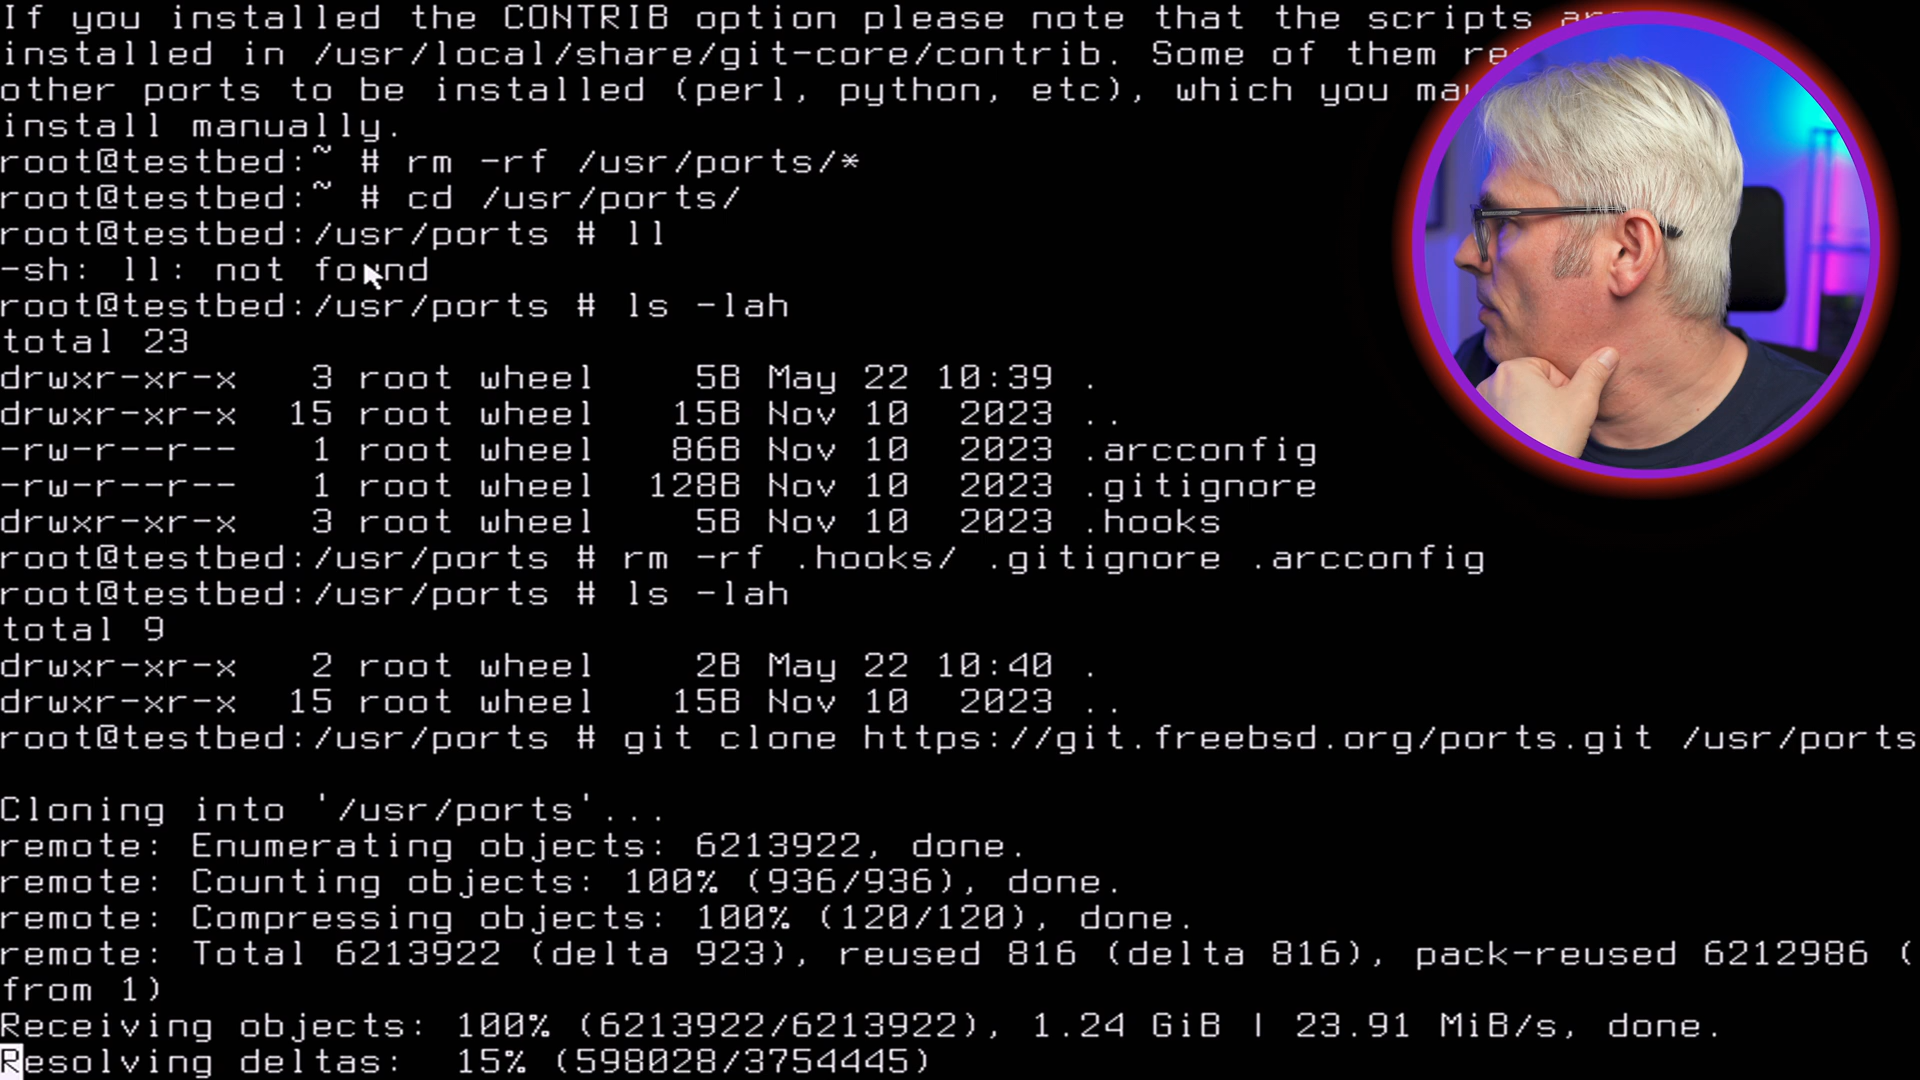 If you installed the CONTRIB option please note that the scripts
installed in /usr/local/share/git-core/contrib. Some of them
other ports to be installed (perl, python, etc), which you
install manually.
root@testbed:~ # rm -rf /usr/ports/*
root@testbed:~ # cd /usr/ports/
root@testbed:/usr/ports # ll
-sh: ll: not found
root@testbed:/usr/ports # ls -lah
total 23
drwxr-xr-x   3 root wheel    5B May 22 10:39 .
drwxr-xr-x  15 root wheel   15B Nov 10  2023 ..
-rw-r--r--   1 root wheel   86B Nov 10  2023 .arcconfig
-rw-r--r--   1 root wheel  128B Nov 10  2023 .gitignore
drwxr-xr-x   3 root wheel    5B Nov 10  2023 .hooks
root@testbed:/usr/ports # rm -rf .hooks/ .gitignore .arcconfig
root@testbed:/usr/ports # ls -lah
total 9
drwxr-xr-x   2 root wheel    2B May 22 10:40 .
drwxr-xr-x  15 root wheel   15B Nov 10  2023 ..
root@testbed:/usr/ports # git clone https://git.freebsd.org/ports.git /usr/ports
Cloning into '/usr/ports'...
remote: Enumerating objects: 6213922, done.
remote: Counting objects: 100% (936/936), done.
remote: Compressing objects: 100% (120/120), done.
remote: Total 6213922 (delta 923), reused 816 (delta 816), pack-reused 6212986 (
from 1)
Receiving objects: 100% (6213922/6213922), 1.24 GiB | 23.91 MiB/s, done.
Resolving deltas:  15% (598028/3754445)